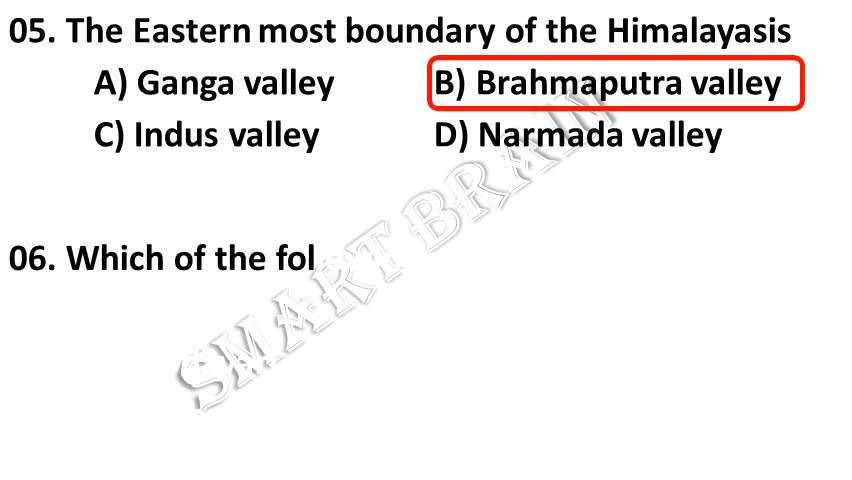 05. The Eastern most boundary of the Himalayasis
A) Ganga valley B) Brahmaputra valley
C) Indus valley D) Narmada valley
06. Which of the fol
SMART BRAIN